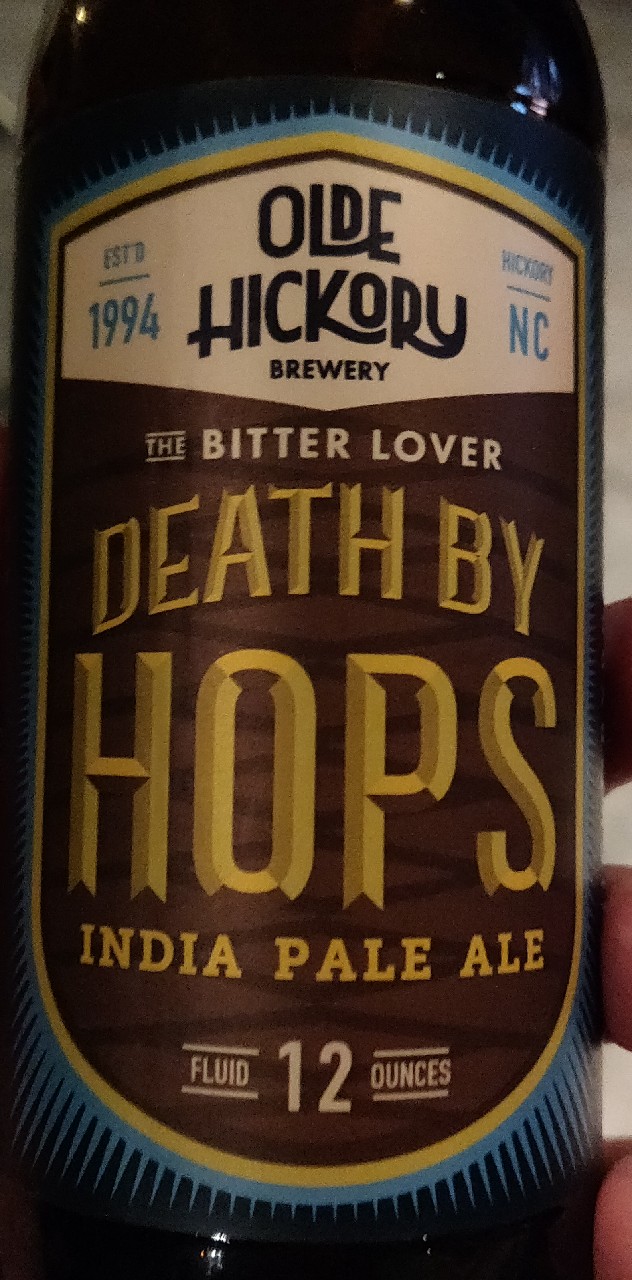 OLDE
HICKORY
BREWERY
EST'D
1994
HICKORY
NC
THE BITTER LOVER
DEATH BY
HOPS
INDIA PALE ALE
FLUID 12 OUNCES